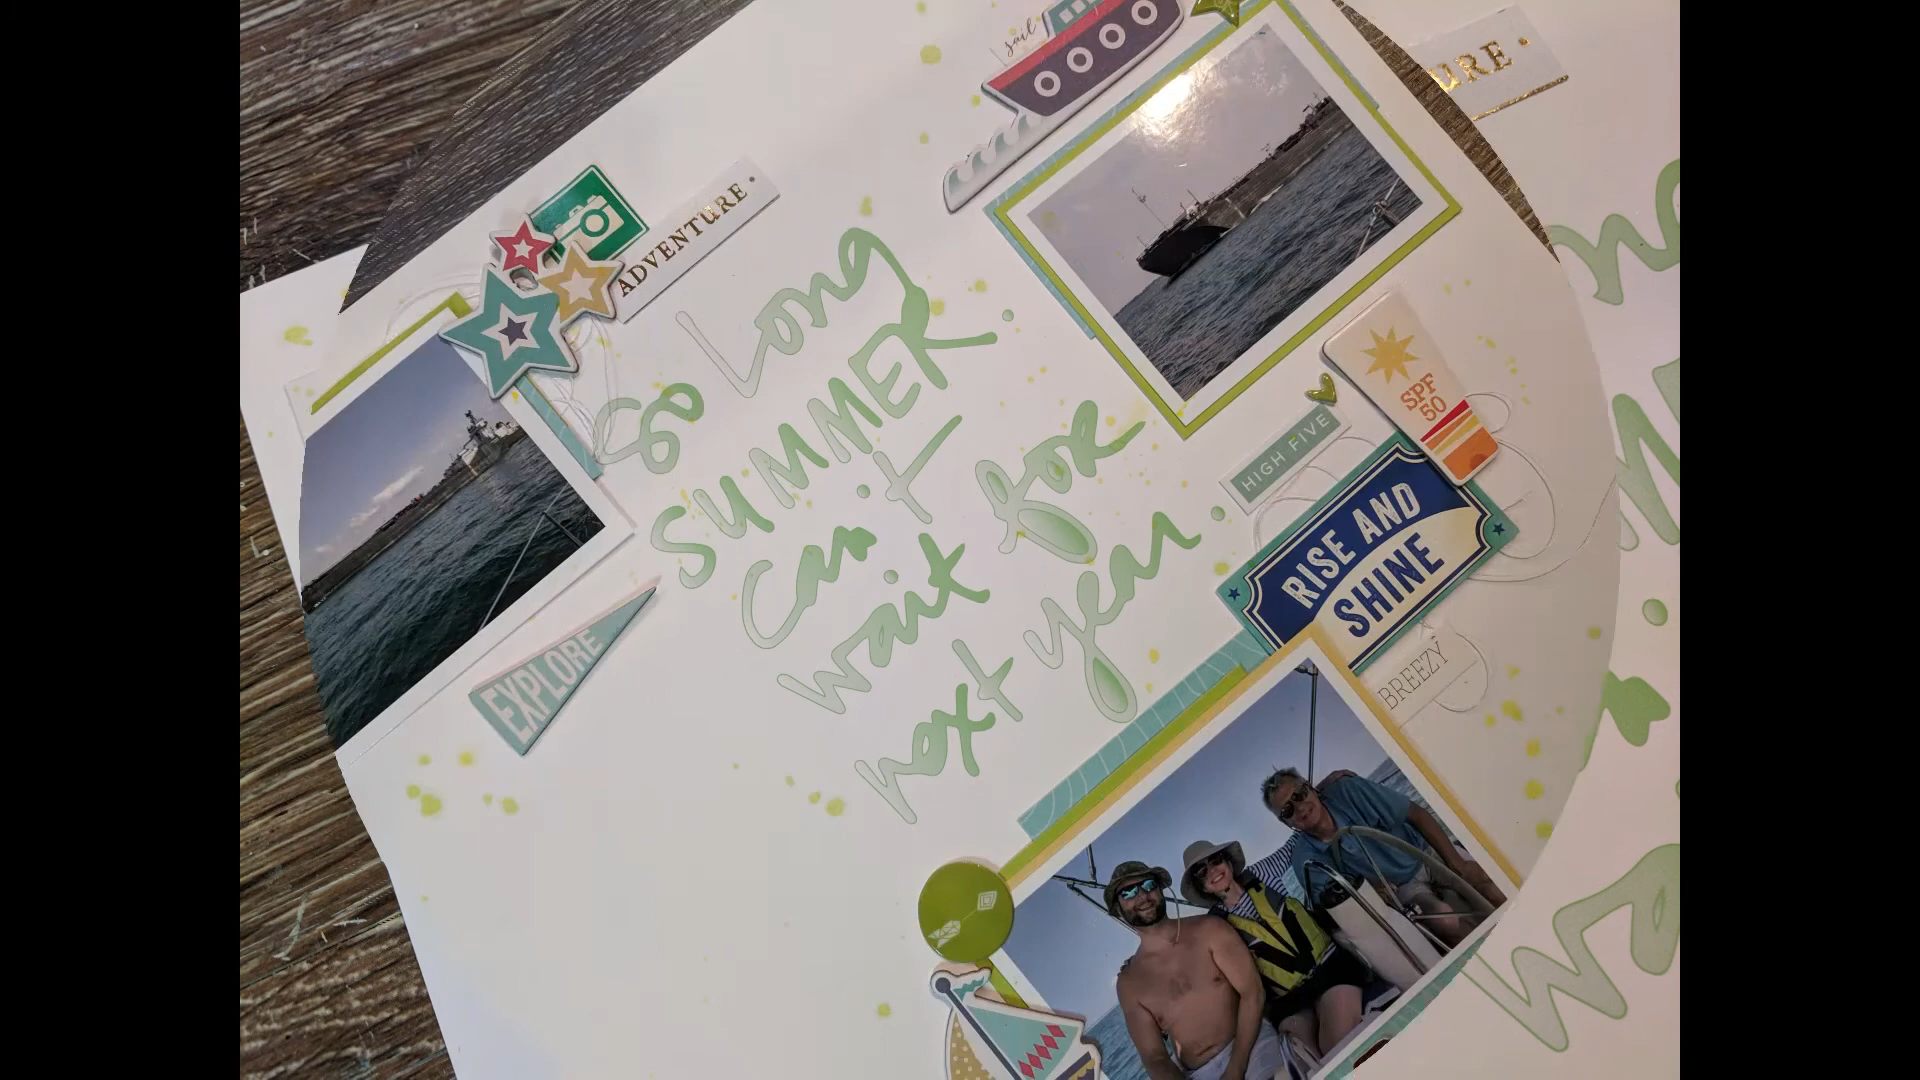 sail
URE.
ADVENTURE.
So Long
SUMMER.
Can't
wait for
next year.
SPF
50
HIGH FIVE
RISE AND
SHINE
BREEZY
EXPLORE
wa